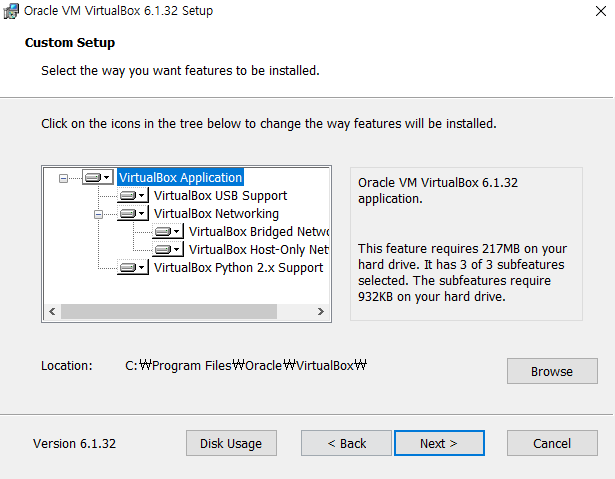 Oracle VM VirtualBox 6.1.32 Setup
Custom Setup
Select the way you want features to be installed.
Click on the icons in the tree below to change the way features will be installed.
VirtualBox Application
VirtualBox USB Support
VirtualBox Networking
VirtualBox Bridged Netwo
VirtualBox Host-Only Net
VirtualBox Python 2.x Support
Oracle VM VirtualBox 6.1.32
application.
This feature requires 217MB on your
hard drive. It has 3 of 3 subfeatures
selected. The subfeatures require
932KB on your hard drive.
Location: C:₩Program Files₩Oracle₩VirtualBox₩
Browse
Version 6.1.32
Disk Usage
< Back
Next >
Cancel